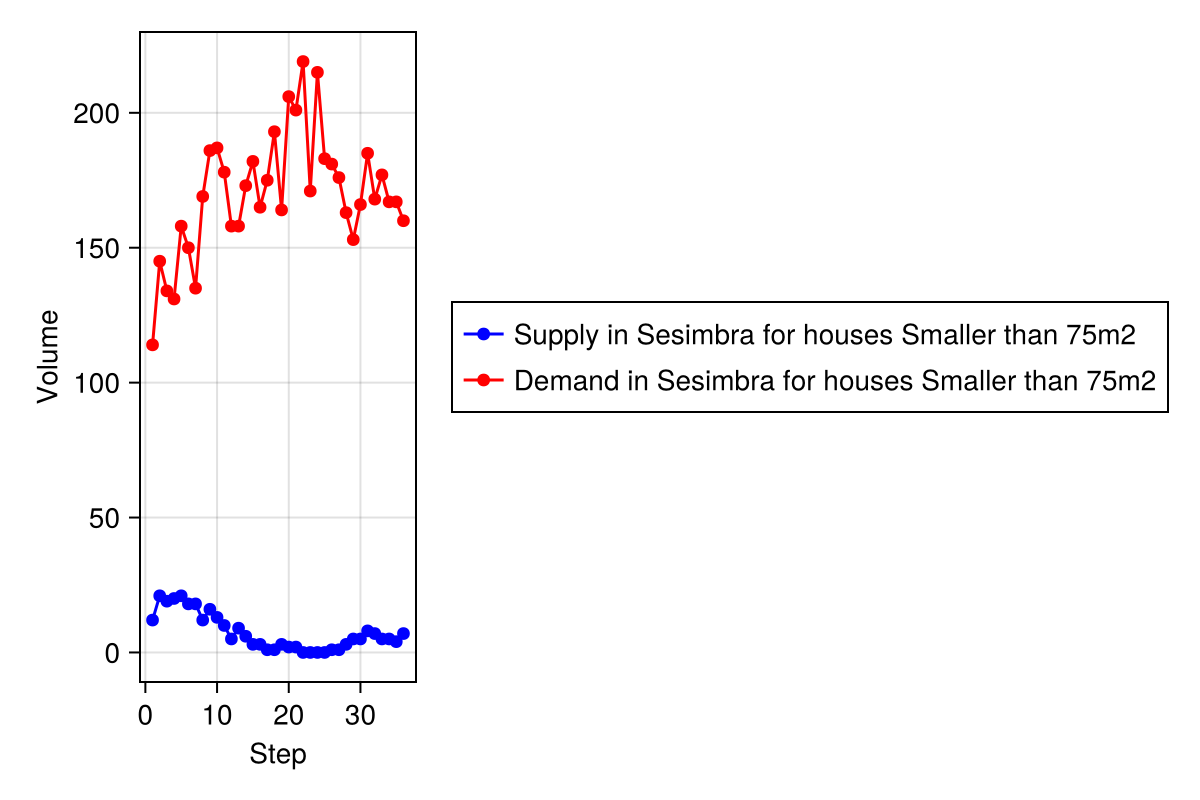 200
150
100
50
0
Volume
0 10 20 30
Step
Supply in Sesimbra for houses Smaller than 75m2
Demand in Sesimbra for houses Smaller than 75m2